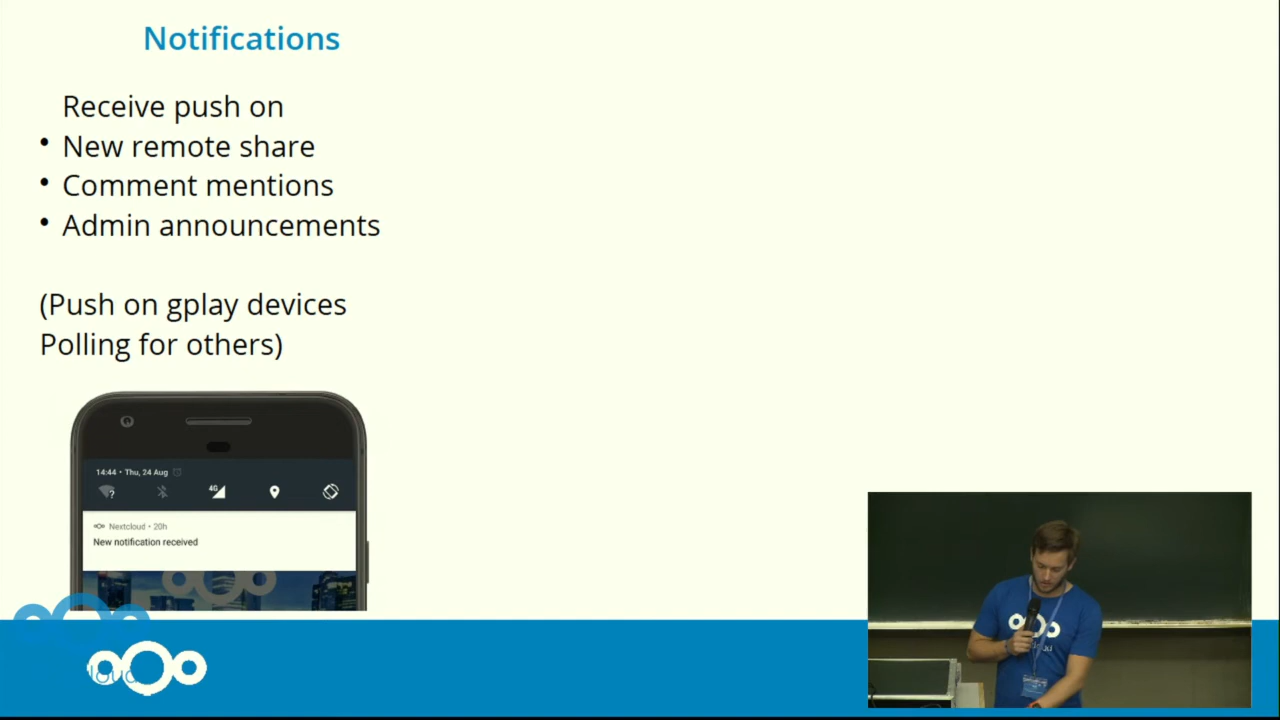 Notifications
Receive push on
• New remote share
• Comment mentions
• Admin announcements
(Push on gplay devices
Polling for others)
14:44 • Thu, 24 Aug
4G
Nextcloud • 20h
New notification received